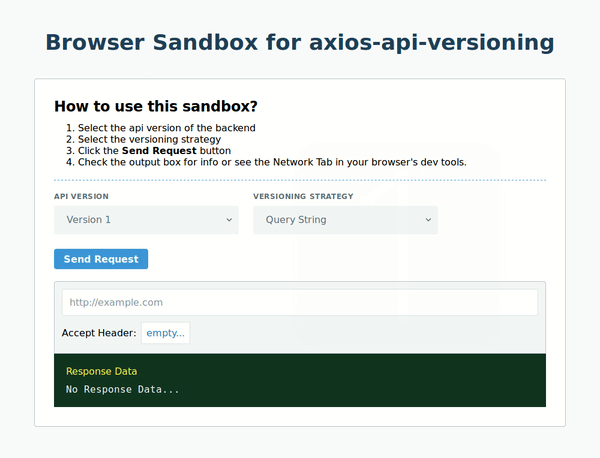 Browser Sandbox for axios-api-versioning
How to use this sandbox?
1. Select the api version of the backend
2. Select the versioning strategy
3. Click the Send Request button
4. Check the output box for info or see the Network Tab in your browser's dev tools.
API VERSION
VERSIONING STRATEGY
Version 1
Query String
Send Request
http://example.com
Accept Header: empty...
Response Data
No Response Data...